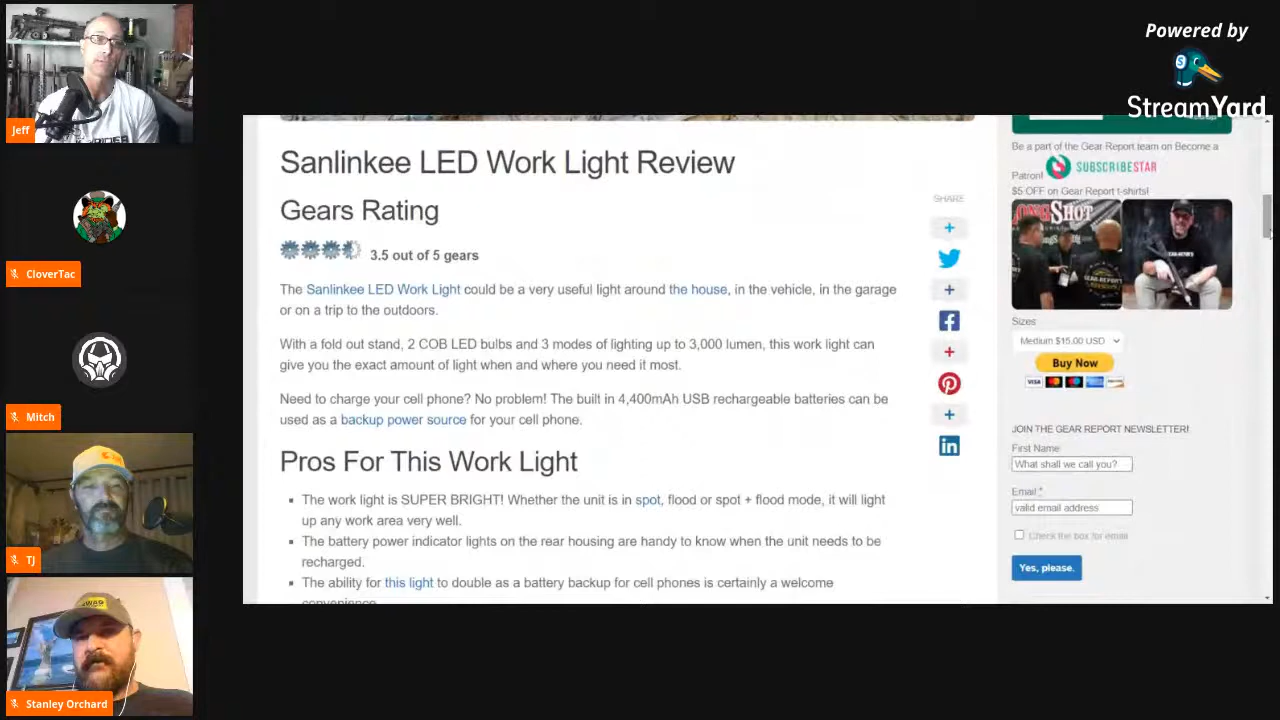 Powered by
StreamYard
Jeff
CloverTac
Mitch
TJ
Stanley Orchard
Sanlinkee LED Work Light Review
Gears Rating
3.5 out of 5 gears
The Sanlinkee LED Work Light could be a very useful light around the house, in the vehicle, in the garage
or on a trip to the outdoors.
With a fold out stand, 2 COB LED bulbs and 3 modes of lighting up to 3,000 lumen, this work light can
give you the exact amount of light when and where you need it most.
Need to charge your cell phone? No problem! The built in 4,400mAh USB rechargeable batteries can be
used as a backup power source for your cell phone.
Pros For This Work Light
The work light is SUPER BRIGHT! Whether the unit is in spot, flood or spot + flood mode, it will light
up any work area very well.
The battery power indicator lights on the rear housing are handy to know when the unit needs to be
recharged.
The ability for this light to double as a battery backup for cell phones is certainly a welcome
convenience.
SHARE
Be a part of the Gear Report team on Become a
Patron! SUBSCRIBESTAR
$5 OFF on Gear Report t-shirts!
Sizes
Medium $15.00 USD
Buy Now
VISA
JOIN THE GEAR REPORT NEWSLETTER!
First Name
What shall we call you?
Email *
valid email address
Check the box for email
Yes, please.